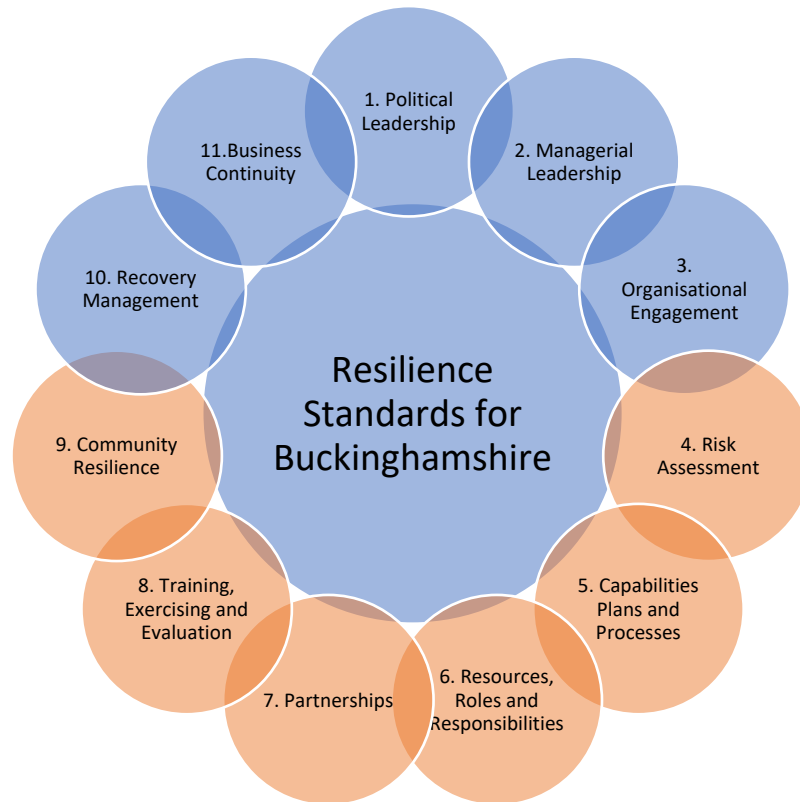 1. Political
Leadership
2. Managerial
Leadership
3.
Organisational
Engagement
4. Risk
Assessment
5. Capabilities
Plans and
Processes
6. Resources,
Roles and
Responsibilities
7. Partnerships
8. Training,
Exercising and
Evaluation
9. Community
Resilience
10. Recovery
Management
11.Business
Continuity
Resilience
Standards for
Buckinghamshire